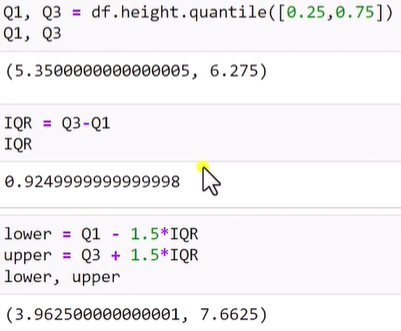 Q1, Q3 = df.height.quantile([0.25,0.75])
Q1, Q3
(5.3500000000000005, 6.275)
IQR = Q3-Q1
IQR
0.9249999999999998
lower = Q1 - 1.5*IQR
upper = Q3 + 1.5*IQR
lower, upper
(3.962500000000001, 7.6625)